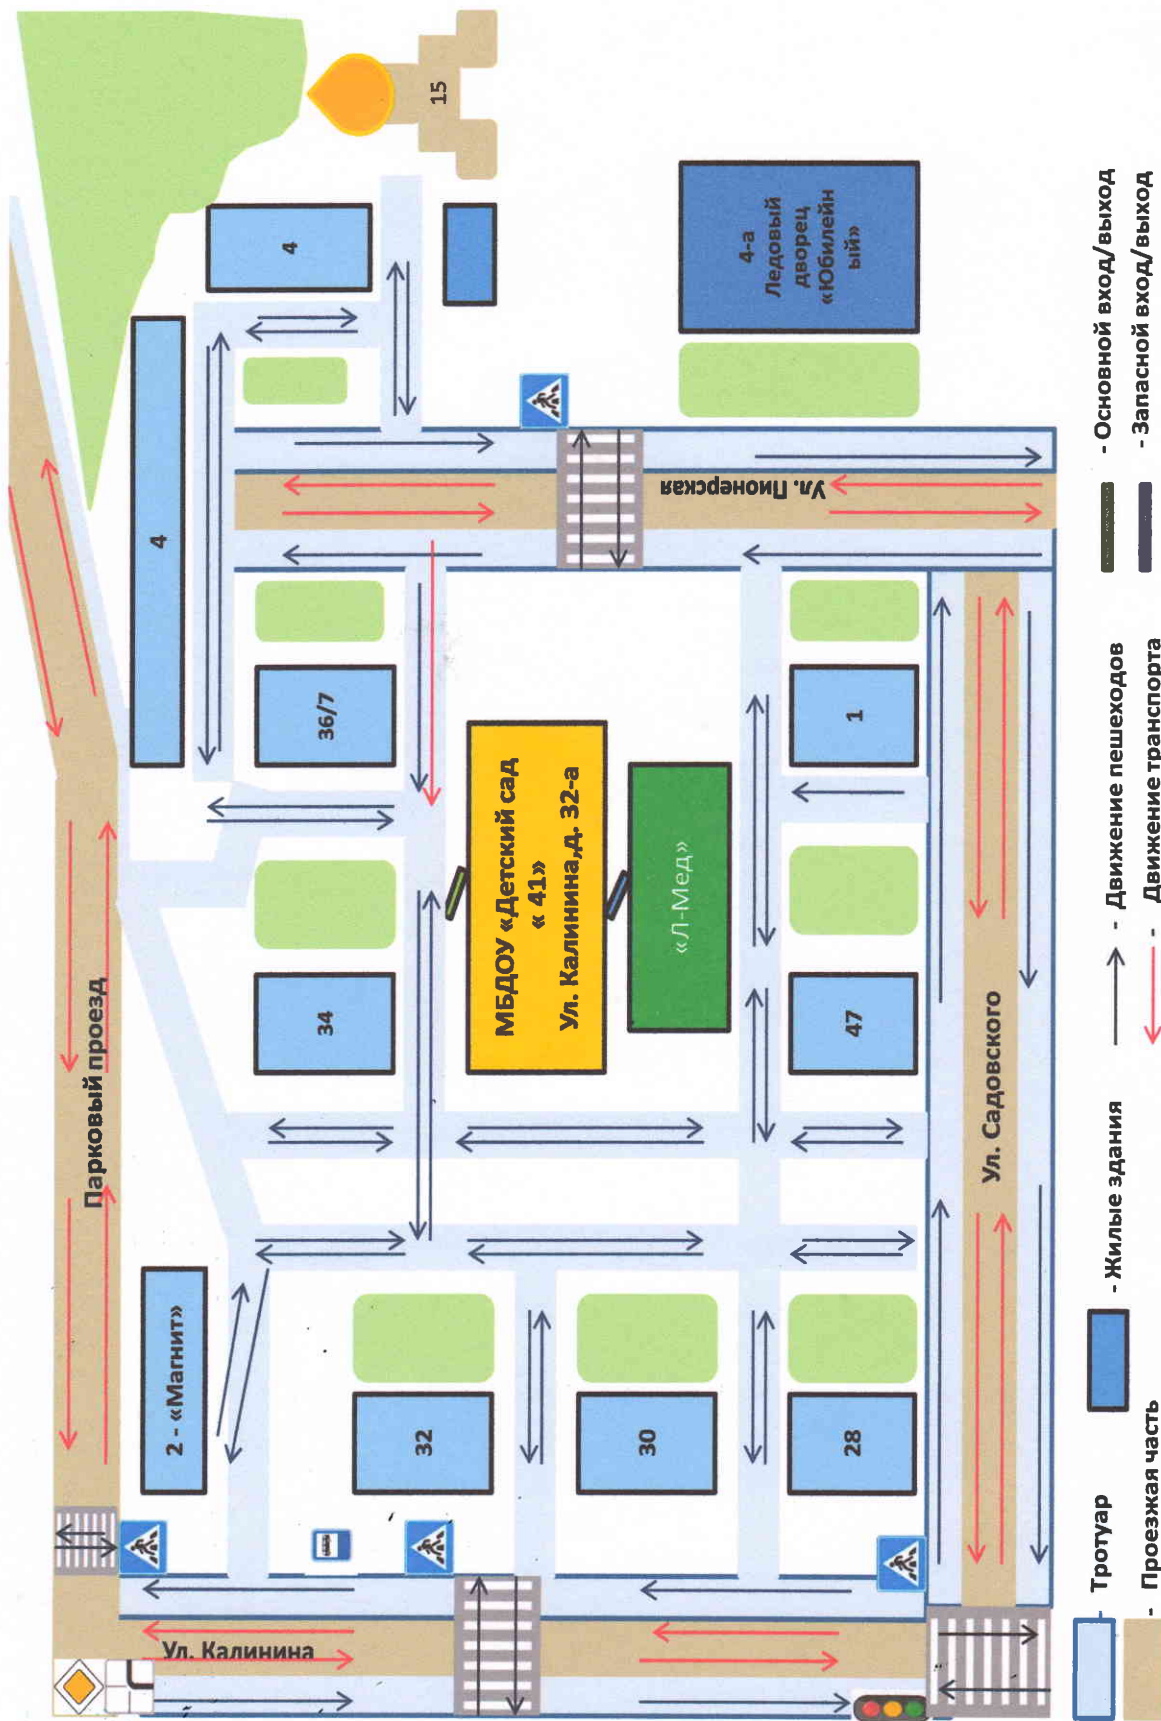 Парковый проезд
2 - «Магнит»
4
4
15
34
36/7
32
30
28
47
1
МБДОУ «Детский сад
« 41»
Ул. Калинина,д. 32-а
«Л-Мед»
4-а
Ледовый
дворец
«Юбилейн
ый»
Ул. Пионерская
Ул. Калинина
Ул. Садовского
- Тротуар
- Проезжая часть
- Жилые здания
- Движение пешеходов
- Движение транспорта
- Основной вход/выход
- Запасной вход/выход